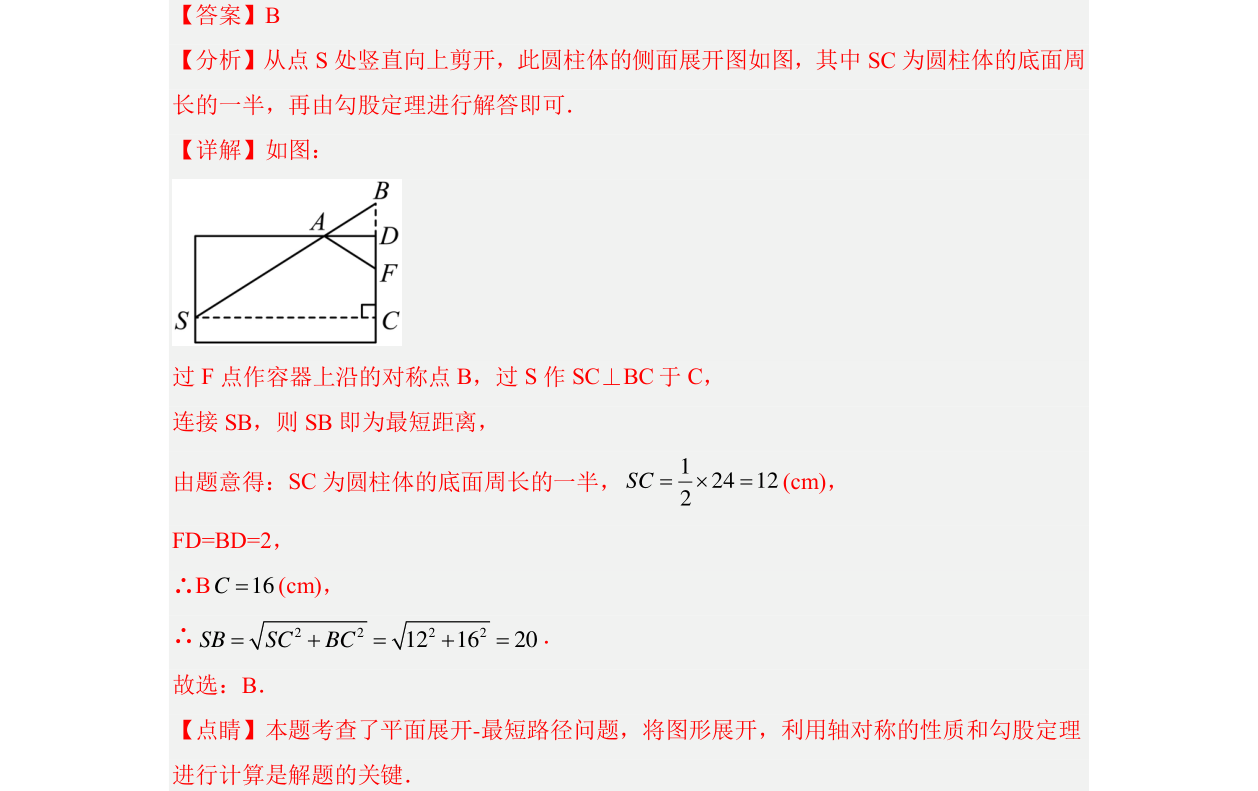 【答案】B
【分析】从点 S 处竖直向上剪开，此圆柱体的侧面展开图如图，其中 SC 为圆柱体的底面周
长的一半，再由勾股定理进行解答即可．
【详解】如图：
B
A
D
F
S
C
过 F 点作容器上沿的对称点 B，过 S 作 SC⊥BC 于 C，
连接 SB，则 SB 即为最短距离，
由题意得：SC 为圆柱体的底面周长的一半，SC = 1/2 × 24 = 12 (cm)，
FD=BD=2，
∴BC = 16 (cm)，
∴ SB = √(SC² + BC²) = √(12² + 16²) = 20．
故选：B．
【点睛】本题考查了平面展开-最短路径问题，将图形展开，利用轴对称的性质和勾股定理
进行计算是解题的关键．